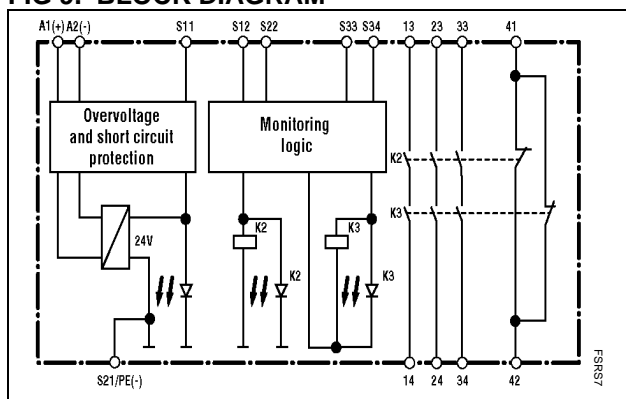 FIG 3: BLOCK DIAGRAM
A1(+) A2(-) S11 S12 S22 S33 S34 13 23 33 41
Overvoltage
and short circuit
protection
Monitoring
logic
K2
K3
24V
K2
K3
K2
K3
S21/PE(-)
14 24 34 42
FSRS7